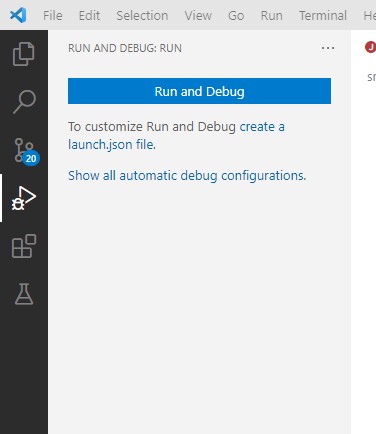 File Edit Selection View Go Run Terminal He
RUN AND DEBUG: RUN ···
J
Run and Debug
sr
To customize Run and Debug create a
launch.json file.
20
Show all automatic debug configurations.